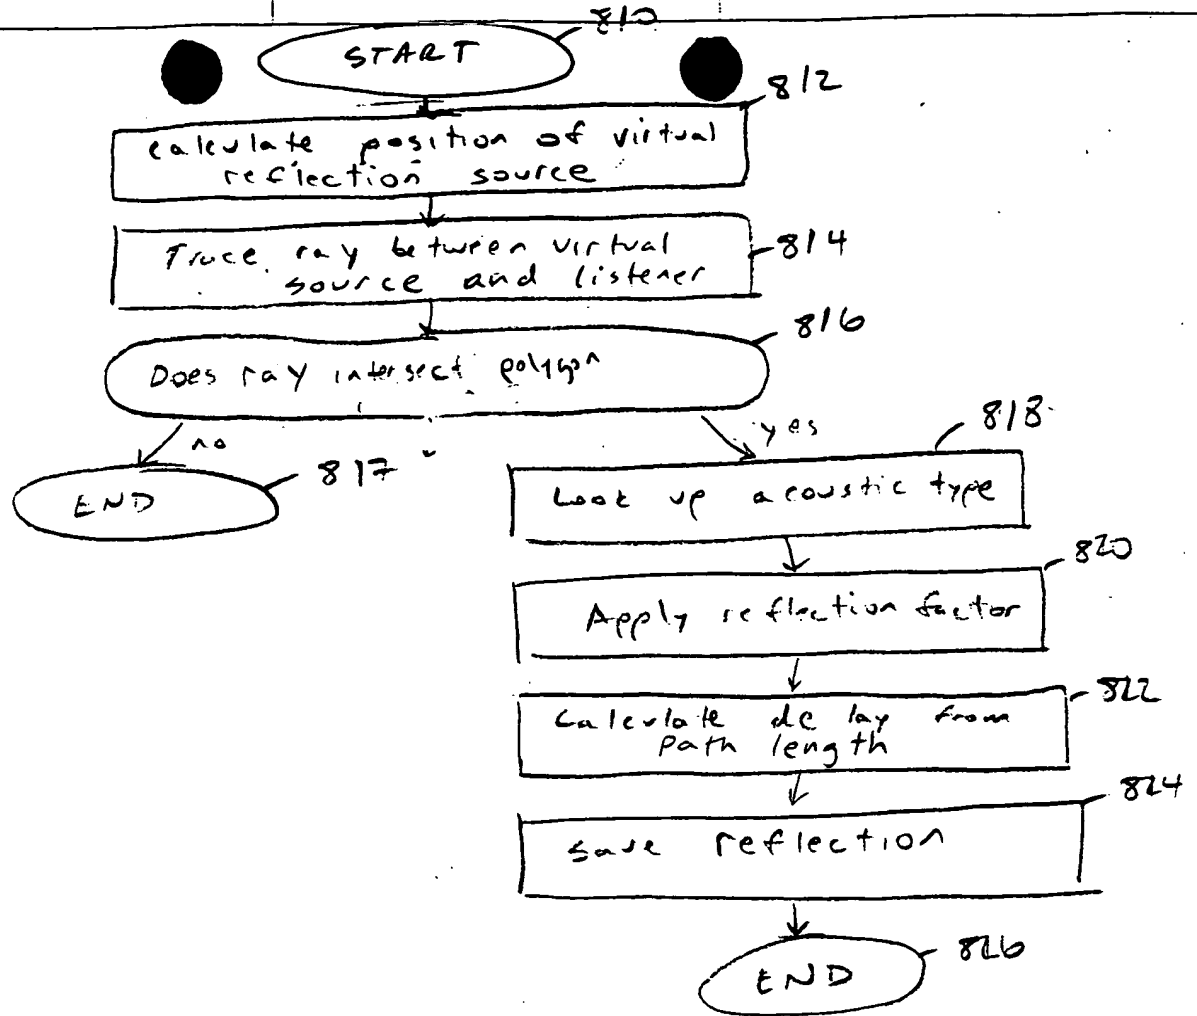 810
START
812
calculate position of virtual
reflection source
814
Trace ray between virtual
source and listener
816
Does ray intersect polygon
no
yes
817
END
818
Look up acoustic type
820
Apply reflection factor
822
Calculate delay from
path length
824
Save reflection
826
END